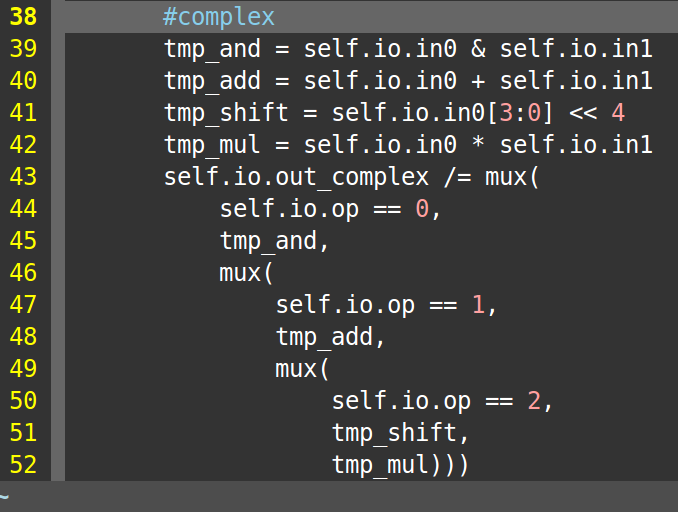 38 #complex
39 tmp_and = self.io.in0 & self.io.in1
40 tmp_add = self.io.in0 + self.io.in1
41 tmp_shift = self.io.in0[3:0] << 4
42 tmp_mul = self.io.in0 * self.io.in1
43 self.io.out_complex /= mux(
44 self.io.op == 0,
45 tmp_and,
46 mux(
47 self.io.op == 1,
48 tmp_add,
49 mux(
50 self.io.op == 2,
51 tmp_shift,
52 tmp_mul)))
~